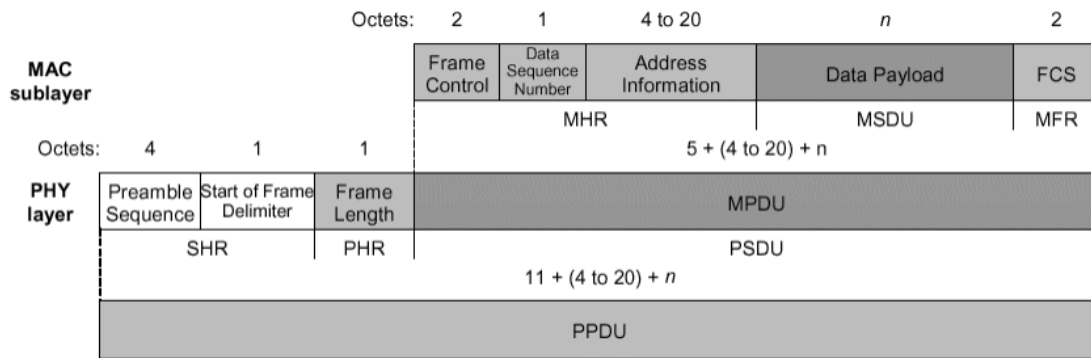 Octets: 2 1 4 to 20 n 2
MAC sublayer
Frame Control
Data Sequence Number
Address Information
Data Payload
FCS
MHR MSDU MFR
Octets: 4 1 1 5 + (4 to 20) + n
PHY layer
Preamble Sequence
Start of Frame Delimiter
Frame Length
MPDU
SHR PHR PSDU
11 + (4 to 20) + n
PPDU